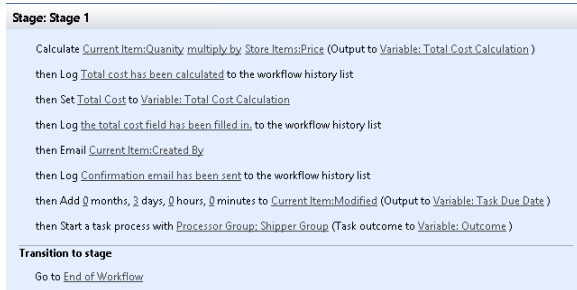 Stage: Stage 1
Calculate Current Item:Quanity multiply by Store Items:Price (Output to Variable: Total Cost Calculation )
then Log Total cost has been calculated to the workflow history list
then Set Total Cost to Variable: Total Cost Calculation
then Log the total cost field has been filled in. to the workflow history list
then Email Current Item:Created By
then Log Confirmation email has been sent to the workflow history list
then Add 0 months, 3 days, 0 hours, 0 minutes to Current Item:Modified (Output to Variable: Task Due Date )
then Start a task process with Processor Group; Shipper Group (Task outcome to Variable: Outcome )
Transition to stage
Go to End of Workflow